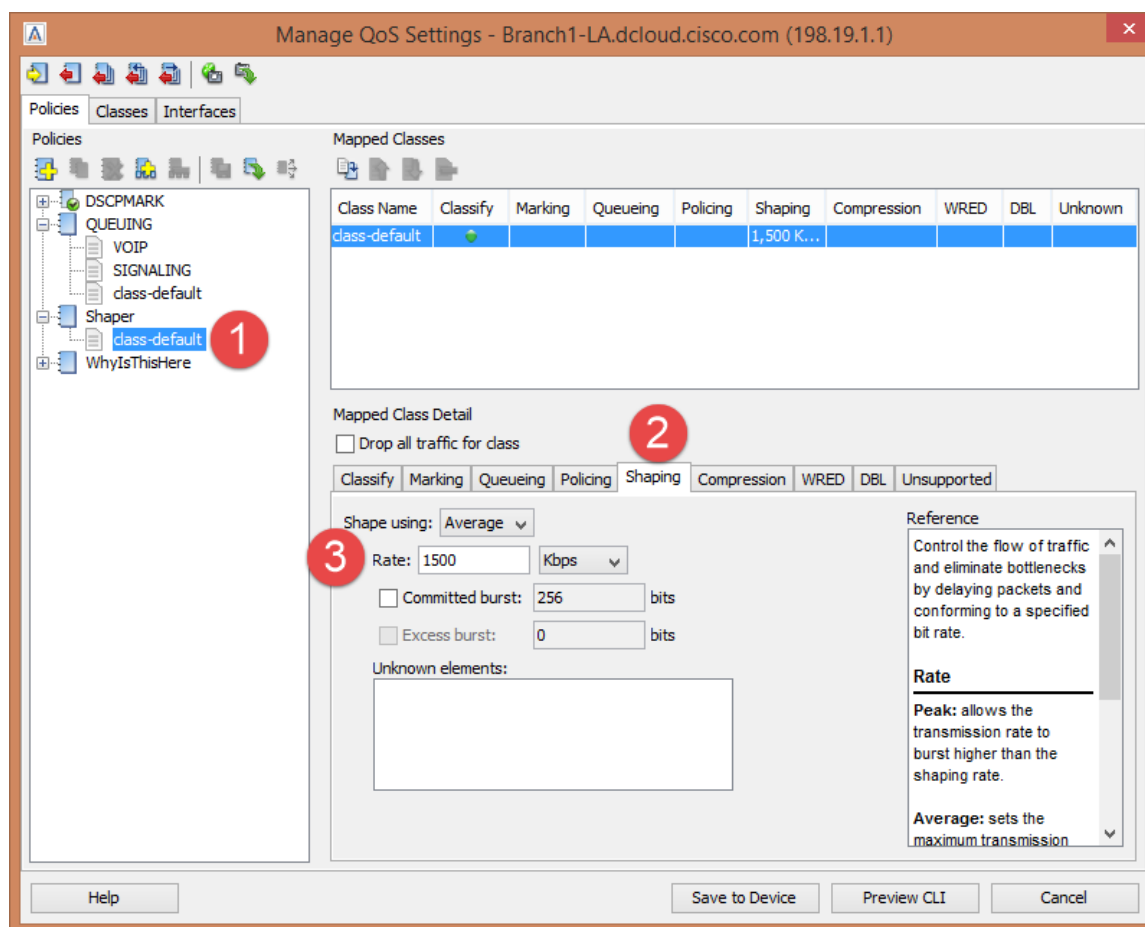 Manage QoS Settings - Branch1-LA.dcloud.cisco.com (198.19.1.1)
Policies Classes Interfaces
Policies
DSCPMARK
QUEUING
VOIP
SIGNALING
class-default
Shaper
class-default
1
WhyIsThisHere
Mapped Classes
Class Name Classify Marking Queueing Policing Shaping Compression WRED DBL Unknown
class-default 1,500 K...
Mapped Class Detail
Drop all traffic for class
2
Classify Marking Queueing Policing Shaping Compression WRED DBL Unsupported
Shape using: Average
3
Rate: 1500 Kbps
Committed burst: 256 bits
Excess burst: 0 bits
Unknown elements:
Reference
Control the flow of traffic
and eliminate bottlenecks
by delaying packets and
conforming to a specified
bit rate.
Rate
Peak: allows the
transmission rate to
burst higher than the
shaping rate.
Average: sets the
maximum transmission
Help Save to Device Preview CLI Cancel